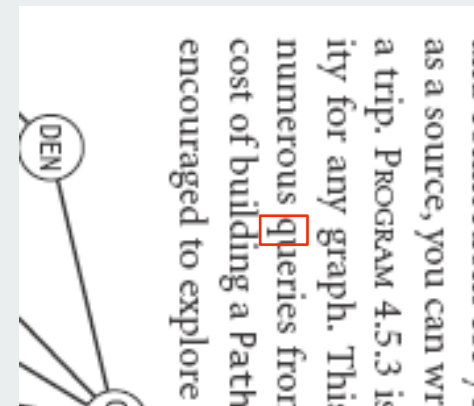 as a source, you can wr
a trip. PROGRAM 4.5.3 is
ity for any graph. This
numerous queries fror
cost of building a Path
encouraged to explore
DEN